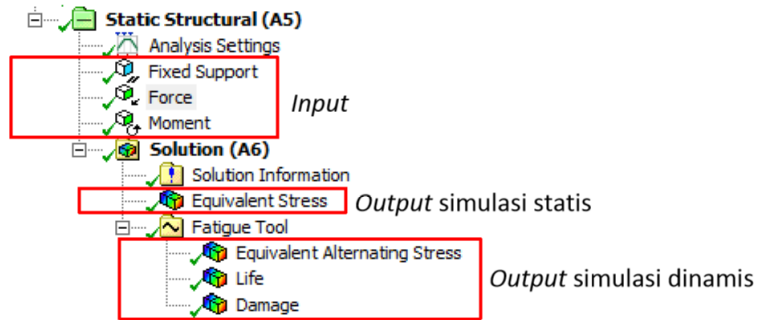 Static Structural (A5)
Analysis Settings
Fixed Support
Force
Moment
Input
Solution (A6)
Solution Information
Equivalent Stress
Output simulasi statis
Fatigue Tool
Equivalent Alternating Stress
Life
Damage
Output simulasi dinamis